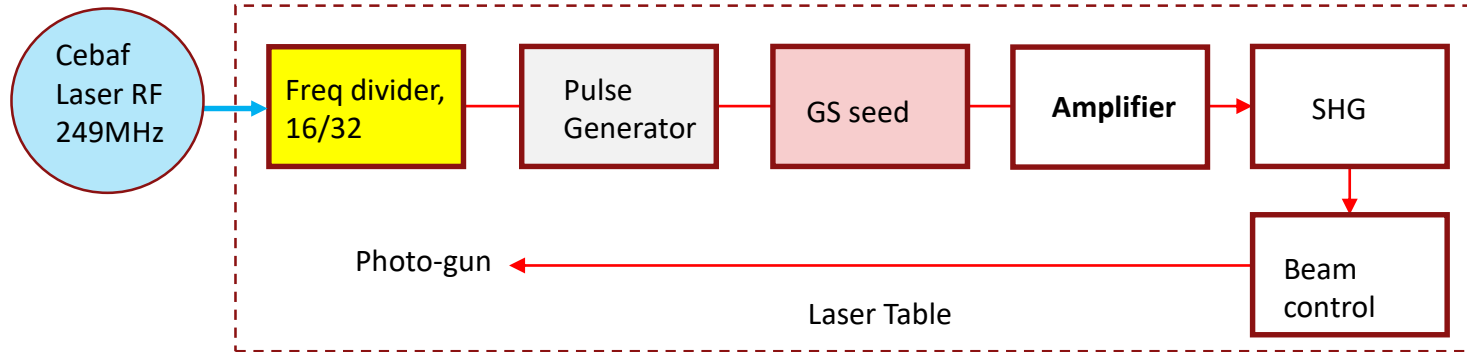 Cebaf
Laser RF
249MHz
Freq divider,
16/32
Pulse
Generator
GS seed
Amplifier
SHG
Photo-gun
Beam
control
Laser Table